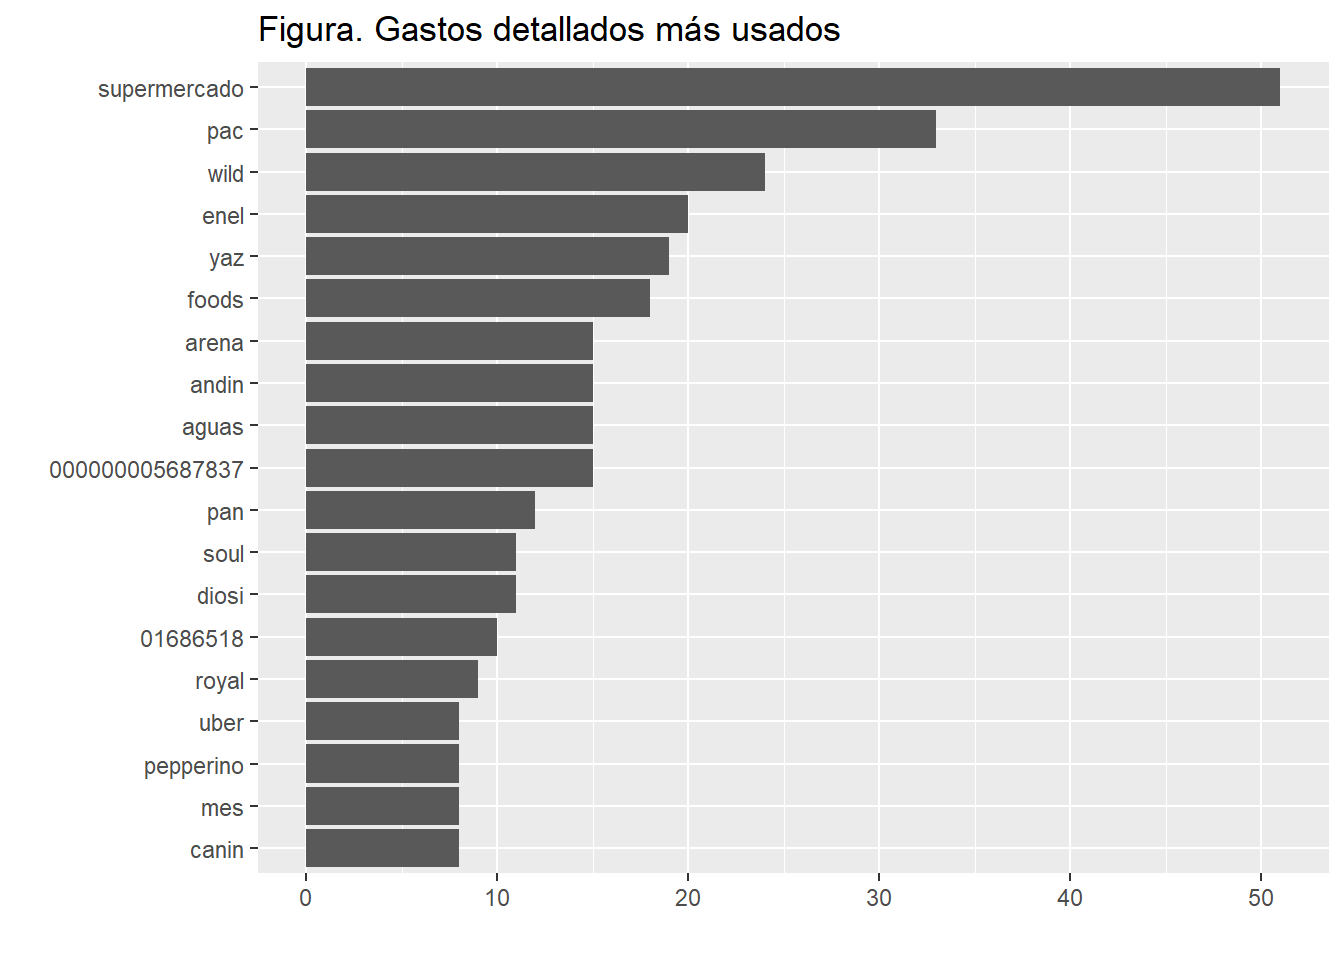 Figura. Gastos detallados más usados
supermercado
pac
wild
enel
yaz
foods
arena
andin
aguas
000000005687837
pan
soul
diosi
01686518
royal
uber
pepperino
mes
canin
0 10 20 30 40 50